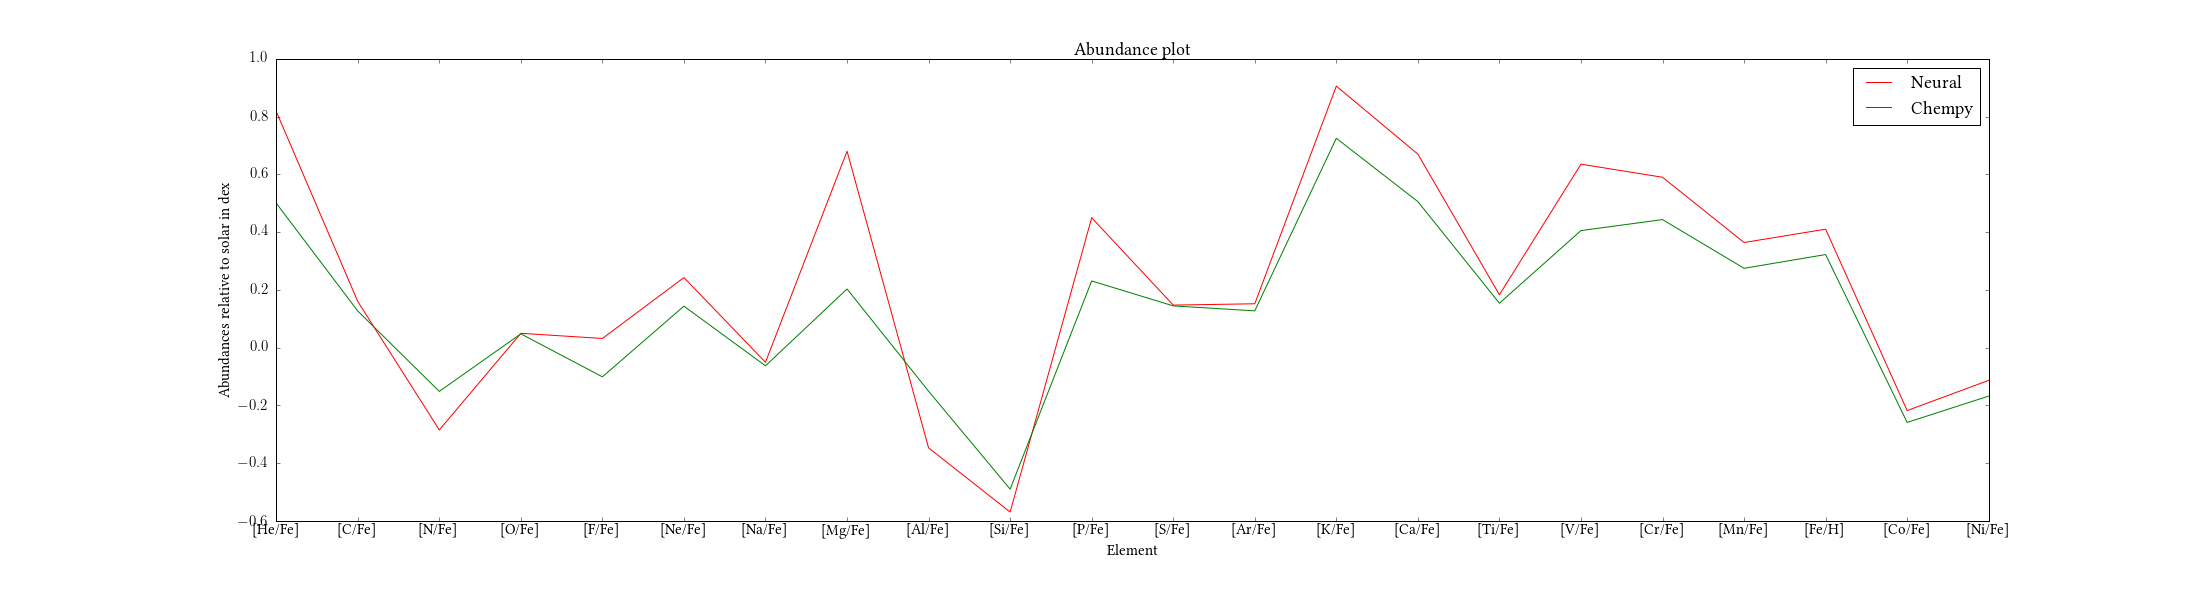 Abundance plot
1.0
0.8
0.6
0.4
0.2
0.0
−0.2
−0.4
−0.6
Abundances relative to solar in dex
Neural
Chempy
[He/Fe] [C/Fe] [N/Fe] [O/Fe] [F/Fe] [Ne/Fe] [Na/Fe] [Mg/Fe] [Al/Fe] [Si/Fe] [P/Fe] [S/Fe] [Ar/Fe] [K/Fe] [Ca/Fe] [Ti/Fe] [V/Fe] [Cr/Fe] [Mn/Fe] [Fe/H] [Co/Fe] [Ni/Fe]
Element